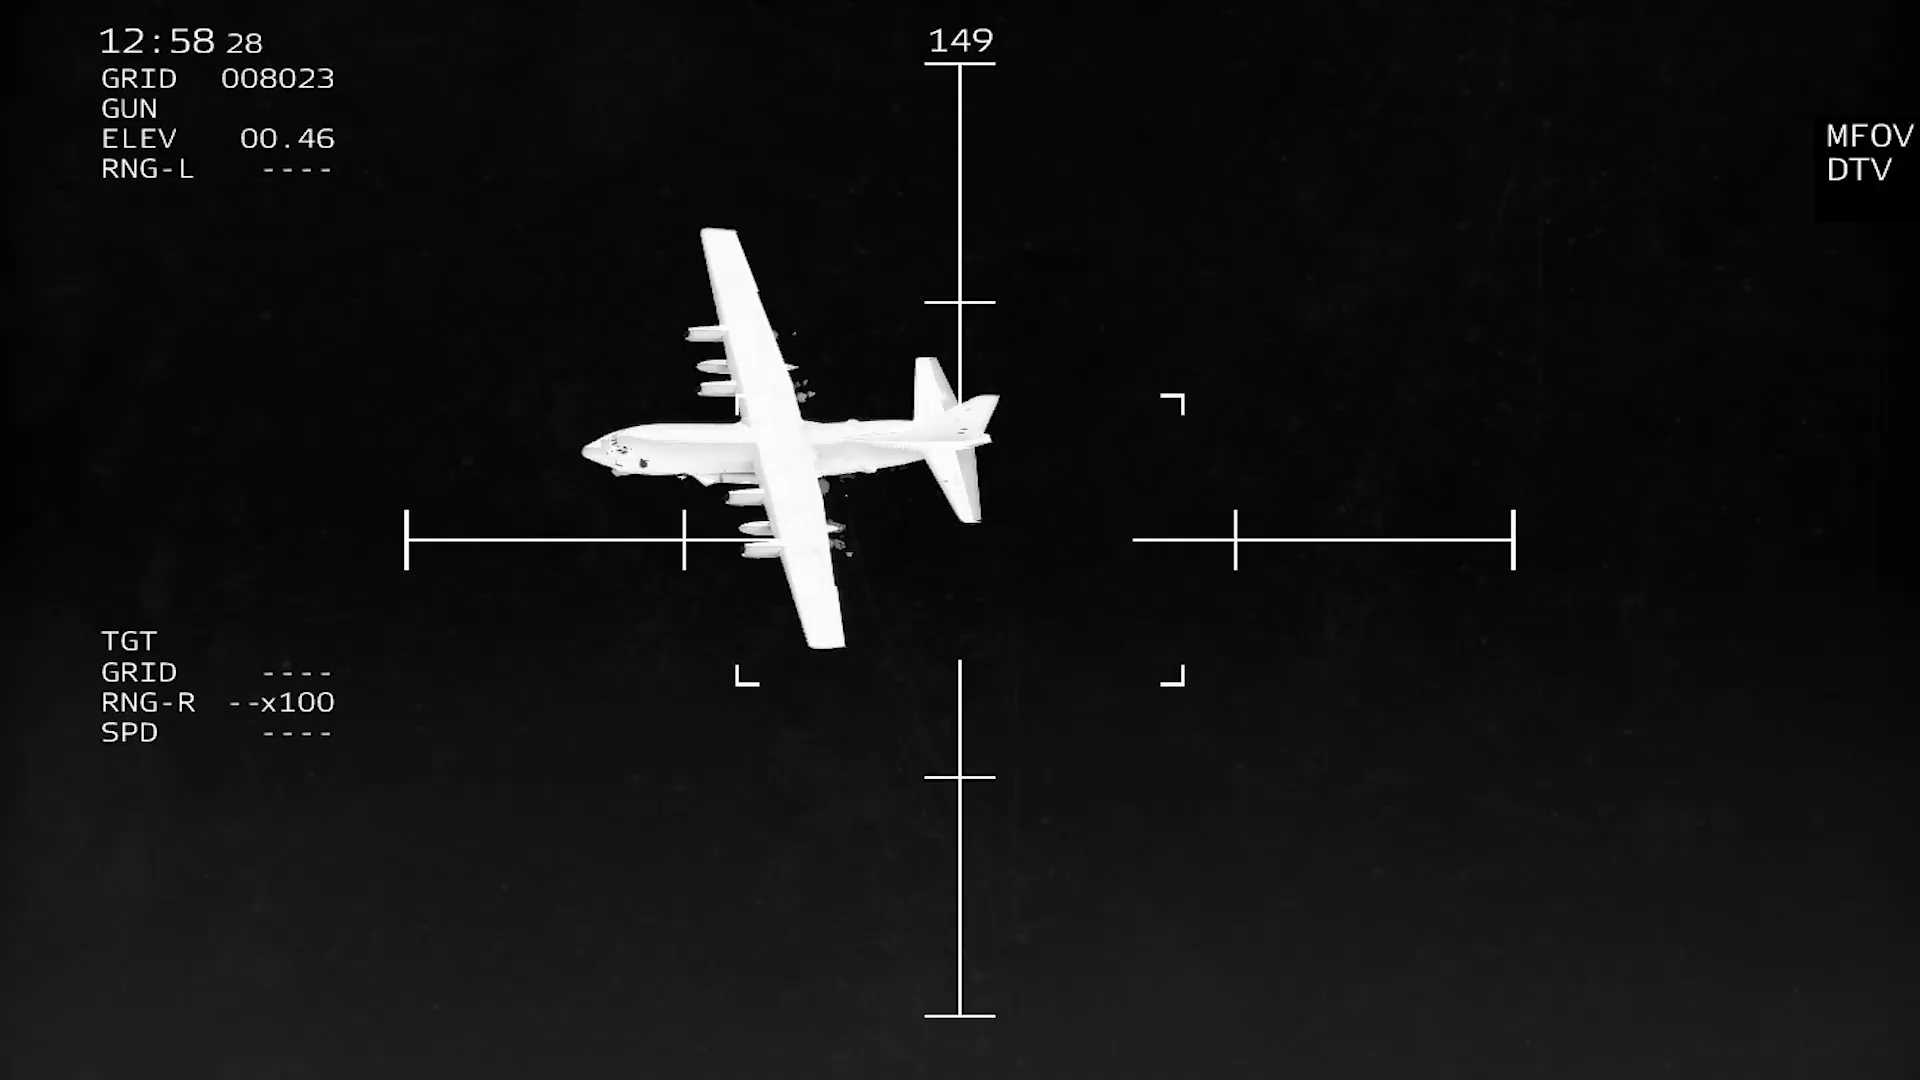 12:58 28
GRID 008023
GUN
ELEV 00.46
RNG-L ----
149
MFOV
DTV
TGT
GRID ----
RNG-R --x100
SPD ----